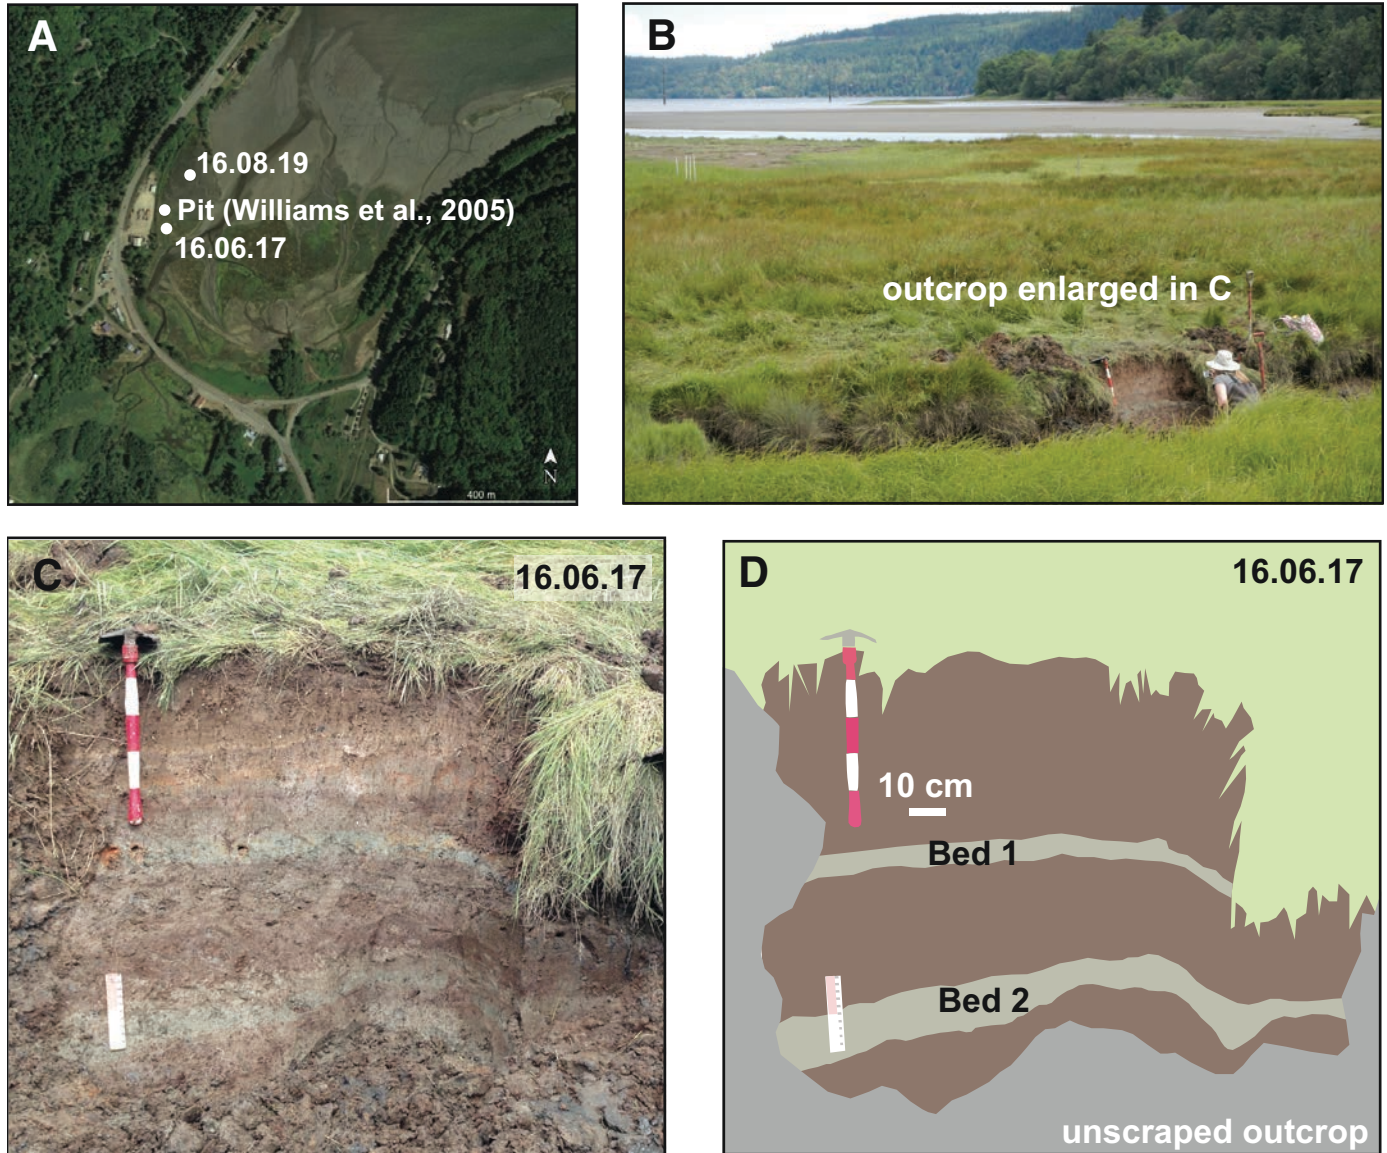 A
16.08.19
Pit (Williams et al., 2005)
16.06.17
N
400 m
B
outcrop enlarged in C
C
16.06.17
D
16.06.17
10 cm
Bed 1
Bed 2
unscraped outcrop